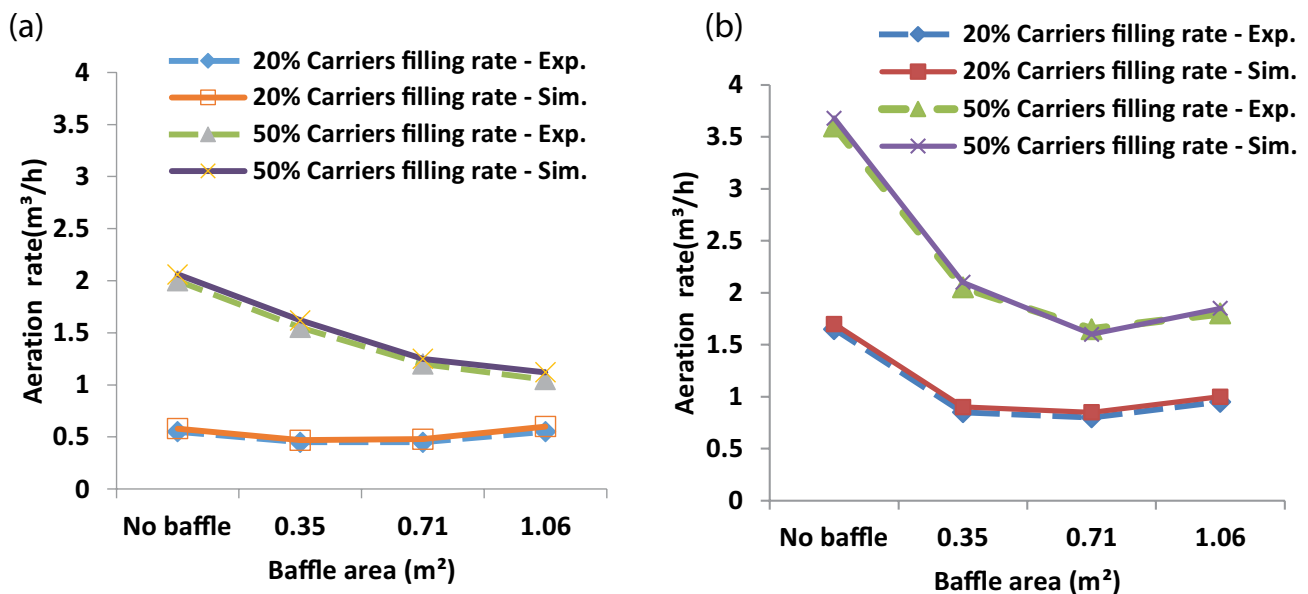 (a)
20% Carriers filling rate - Exp.
20% Carriers filling rate - Sim.
50% Carriers filling rate - Exp.
50% Carriers filling rate - Sim.
4
3.5
3
2.5
2
1.5
1
0.5
0
Aeration rate(m³/h)
No baffle 0.35 0.71 1.06
Baffle area (m²)
(b)
20% Carriers filling rate - Exp.
20% Carriers filling rate - Sim.
50% Carriers filling rate - Exp.
50% Carriers filling rate - Sim.
4
3.5
3
2.5
2
1.5
1
0.5
0
Aeration rate(m³/h)
No baffle 0.35 0.71 1.06
Baffle area (m²)